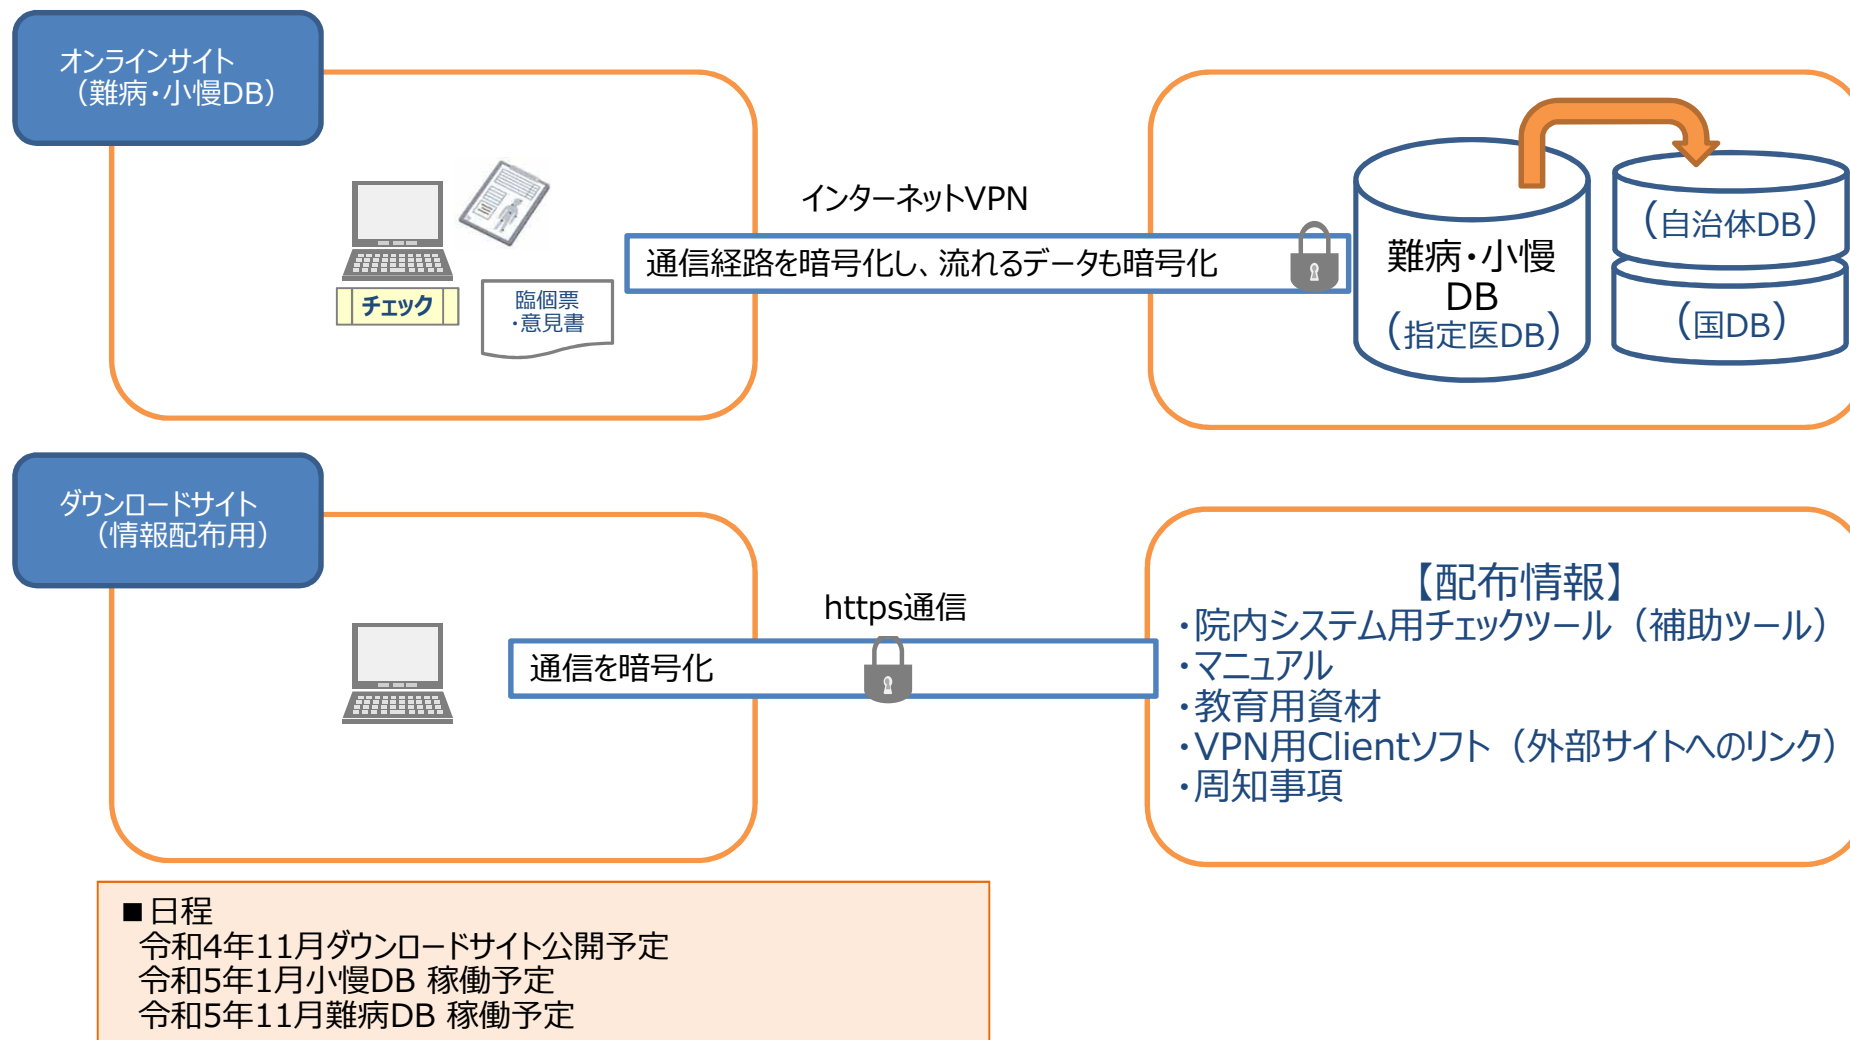 オンラインサイト
（難病・小慢DB）
インターネットVPN
通信経路を暗号化し、流れるデータも暗号化
チェック
臨個票
・意見書
難病・小慢
DB
（指定医DB）
（自治体DB）
（国DB）
ダウンロードサイト
（情報配布用）
https通信
通信を暗号化
【配布情報】
・院内システム用チェックツール（補助ツール）
・マニュアル
・教育用資材
・VPN用Clientソフト（外部サイトへのリンク）
・周知事項
■日程
令和4年11月ダウンロードサイト公開予定
令和5年1月小慢DB 稼働予定
令和5年11月難病DB 稼働予定